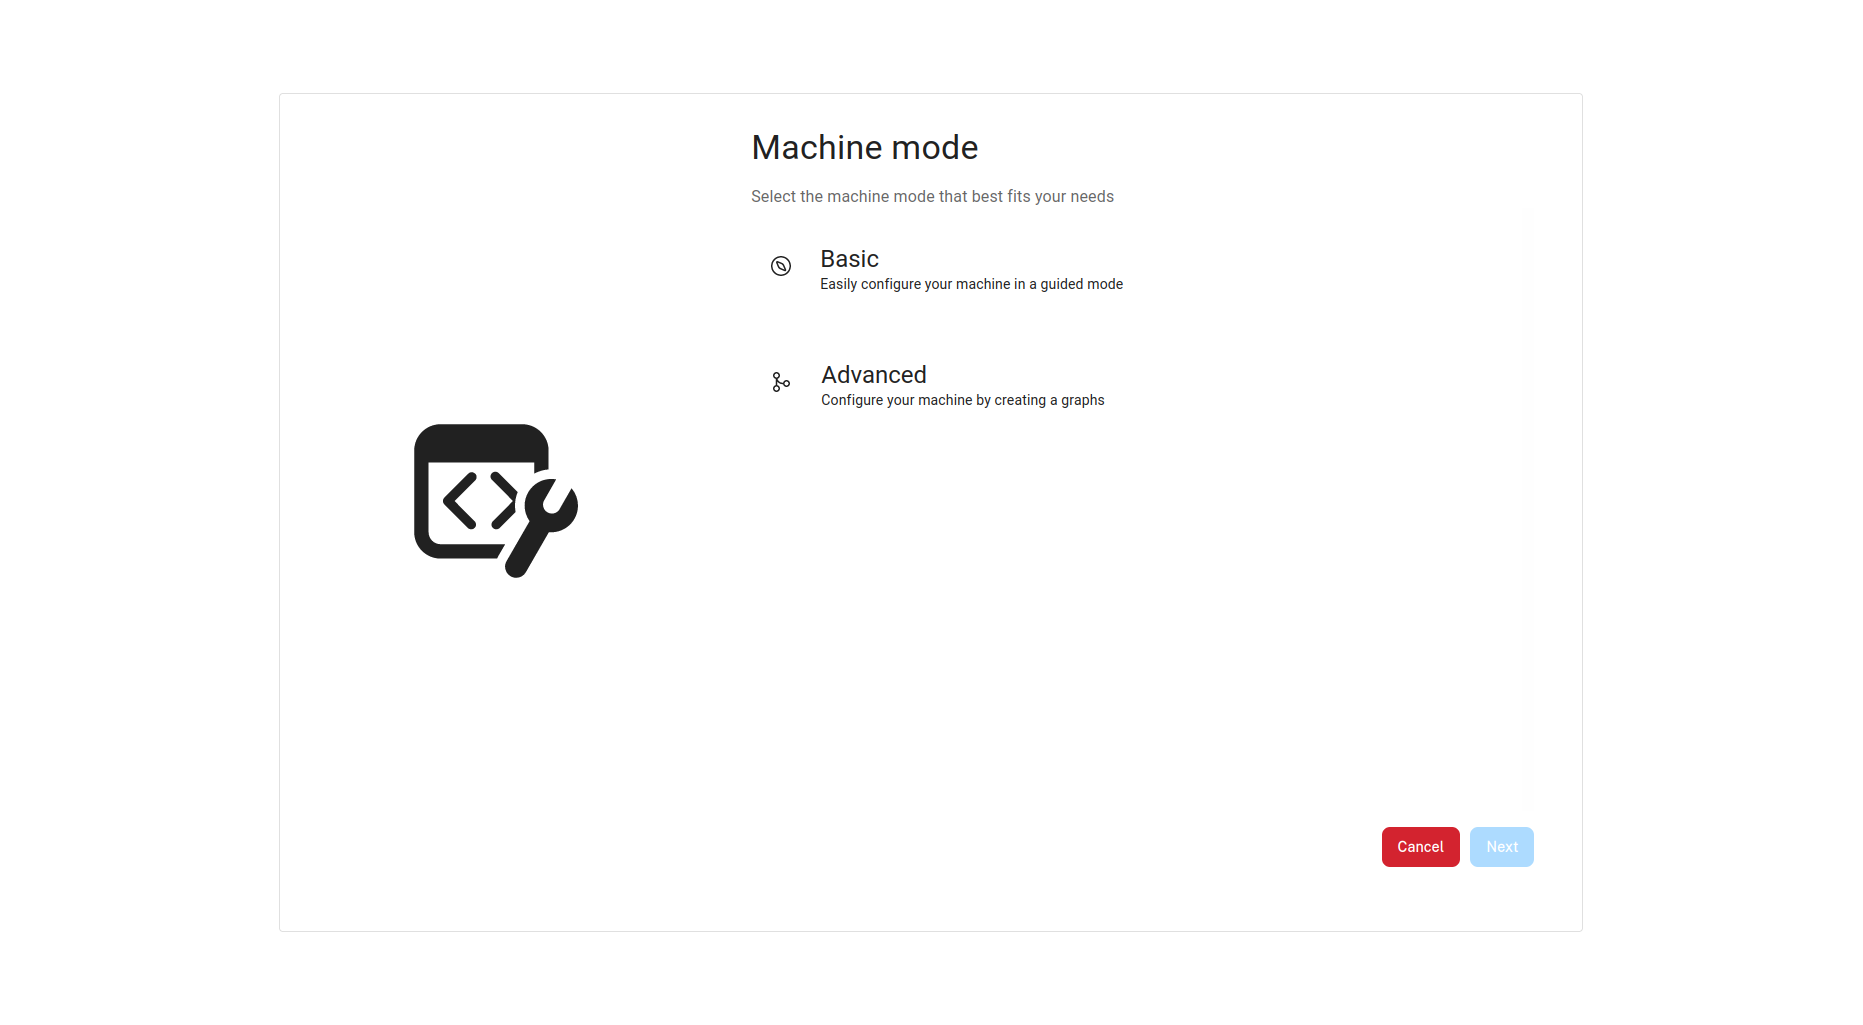 Machine mode
Select the machine mode that best fits your needs
Basic
Easily configure your machine in a guided mode
Advanced
Configure your machine by creating a graphs
Cancel
Next